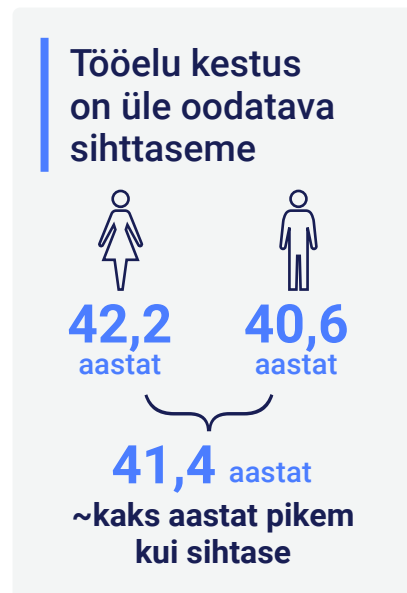 Tööelu kestus
on üle oodatava
sihttaseme
42,2 40,6
aastat aastat
41,4 aastat
~kaks aastat pikem
kui sihtase